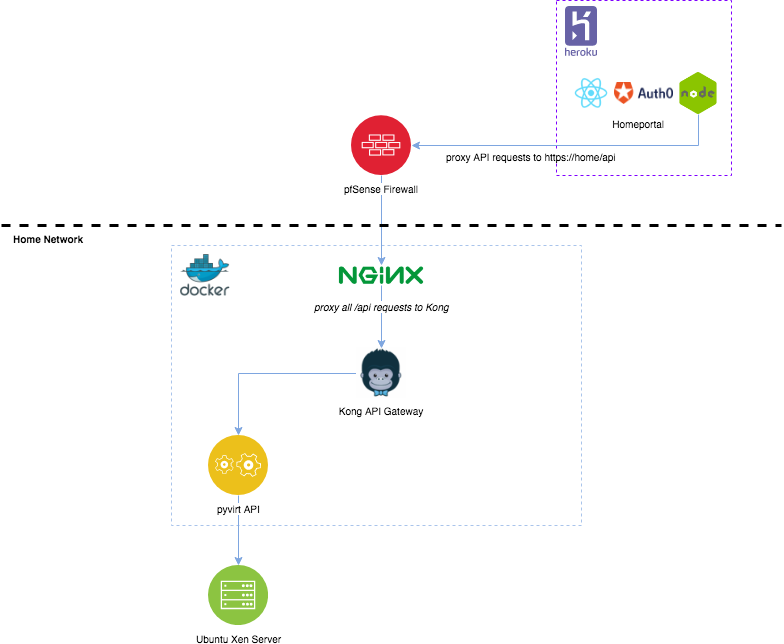 heroku
Auth0
node
Homeportal
proxy API requests to https://home/api
pfSense Firewall
Home Network
docker
NGINX
proxy all /api requests to Kong
Kong API Gateway
pyvirt API
Ubuntu Xen Server